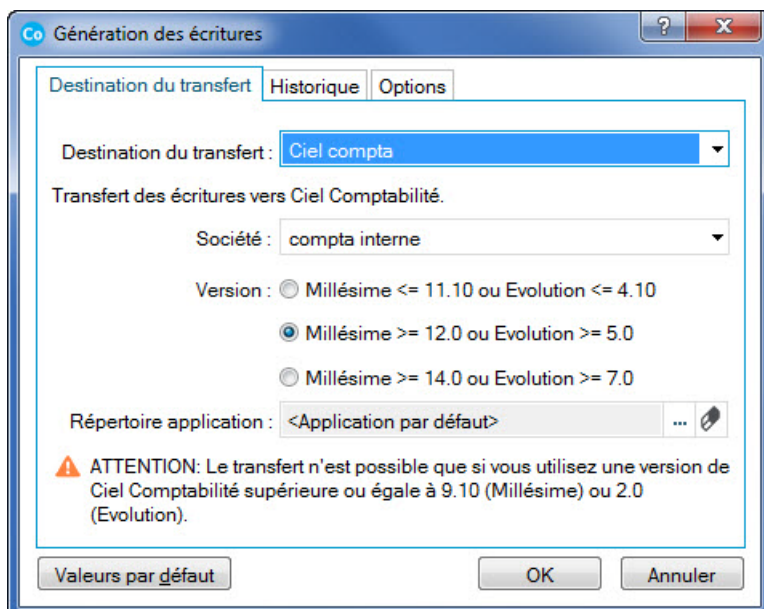 Co Génération des écritures
? X
Destination du transfert Historique Options
Destination du transfert : Ciel compta
Transfert des écritures vers Ciel Comptabilité.
Société : compta interne
Version : Millésime <= 11.10 ou Evolution <= 4.10
Millésime >= 12.0 ou Evolution >= 5.0
Millésime >= 14.0 ou Evolution >= 7.0
Répertoire application : <Application par défaut> ...
ATTENTION: Le transfert n'est possible que si vous utilisez une version de
Ciel Comptabilité supérieure ou égale à 9.10 (Millésime) ou 2.0
(Evolution).
Valeurs par défaut OK Annuler